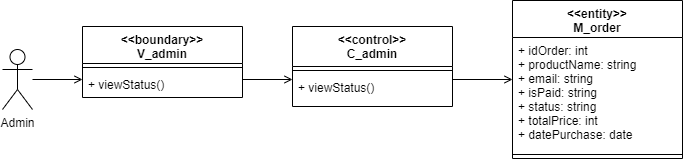 Admin
<<boundary>>
V_admin
+ viewStatus()
<<control>>
C_admin
+ viewStatus()
<<entity>>
M_order
+ idOrder: int
+ productName: string
+ email: string
+ isPaid: string
+ status: string
+ totalPrice: int
+ datePurchase: date